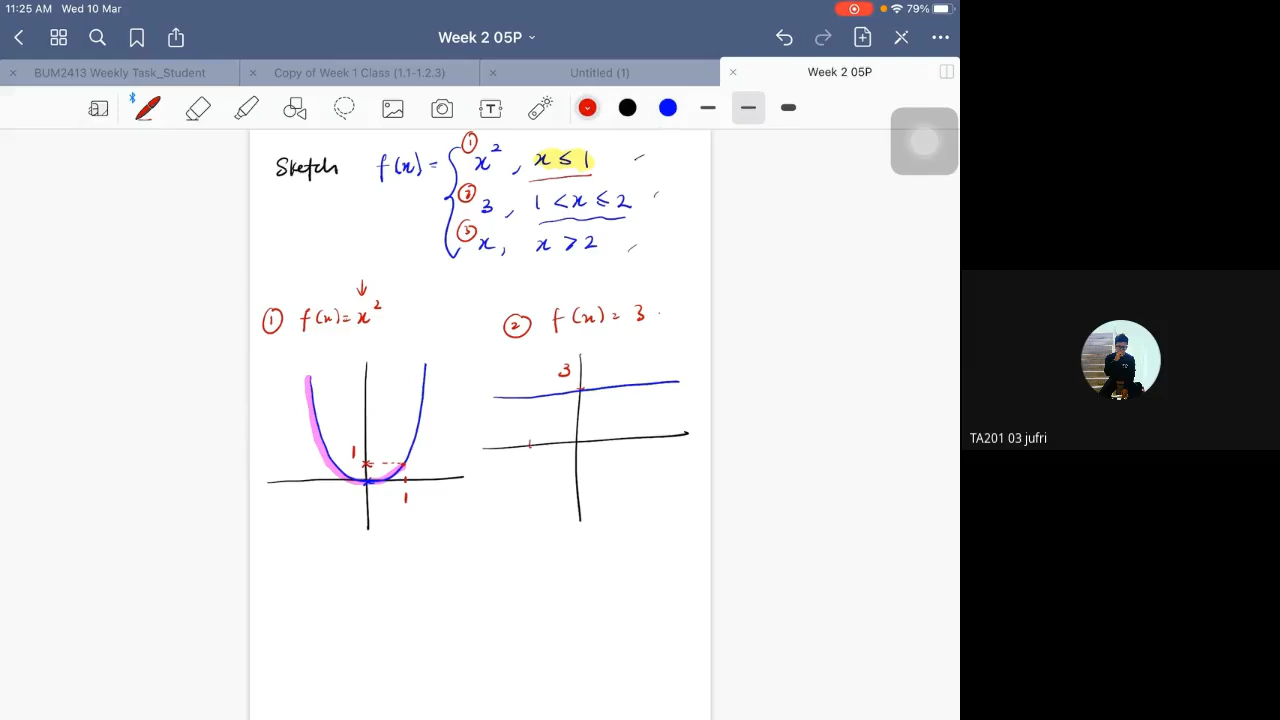 11:25 AM Wed 10 Mar
79%
Week 2 05P
BUM2413 Weekly Task_Student
Copy of Week 1 Class (1.1-1.2.3)
Untitled (1)
Week 2 05P
Sketch f(x) = { ① x², x ≤ 1
② 3, 1 < x ≤ 2
③ x, x > 2
① f(x) = x²
② f(x) = 3
3
1
1
TA201 03 jufri